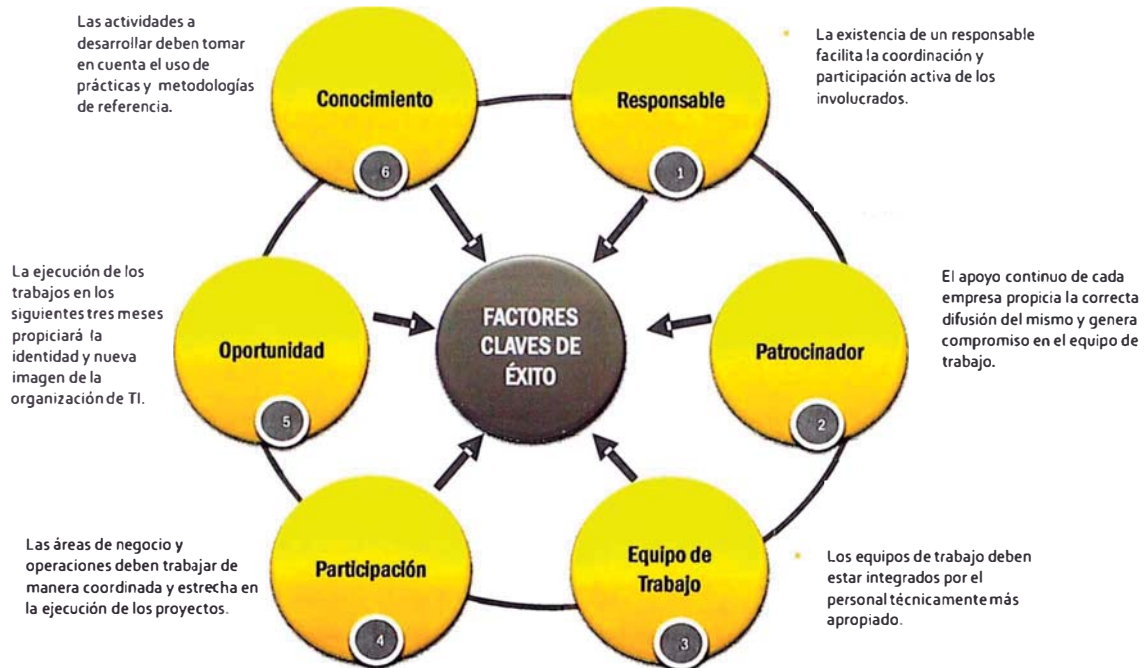 Las actividades a
desarrollar deben tomar
en cuenta el uso de
prácticas y metodologías
de referencia.
Conocimiento
6
Responsable
1
La existencia de un responsable
facilita la coordinación y
participación activa de los
involucrados.
La ejecución de los
trabajos en los
siguientes tres meses
propiciará la
identidad y nueva
imagen de la
organización de TI.
Oportunidad
5
FACTORES
CLAVES DE
ÉXITO
Patrocinador
2
El apoyo continuo de cada
empresa propicia la correcta
difusión del mismo y genera
compromiso en el equipo de
trabajo.
Las áreas de negocio y
operaciones deben trabajar de
manera coordinada y estrecha en
la ejecución de los proyectos.
Participación
4
Equipo de
Trabajo
3
Los equipos de trabajo deben
estar integrados por el
personal técnicamente más
apropiado.